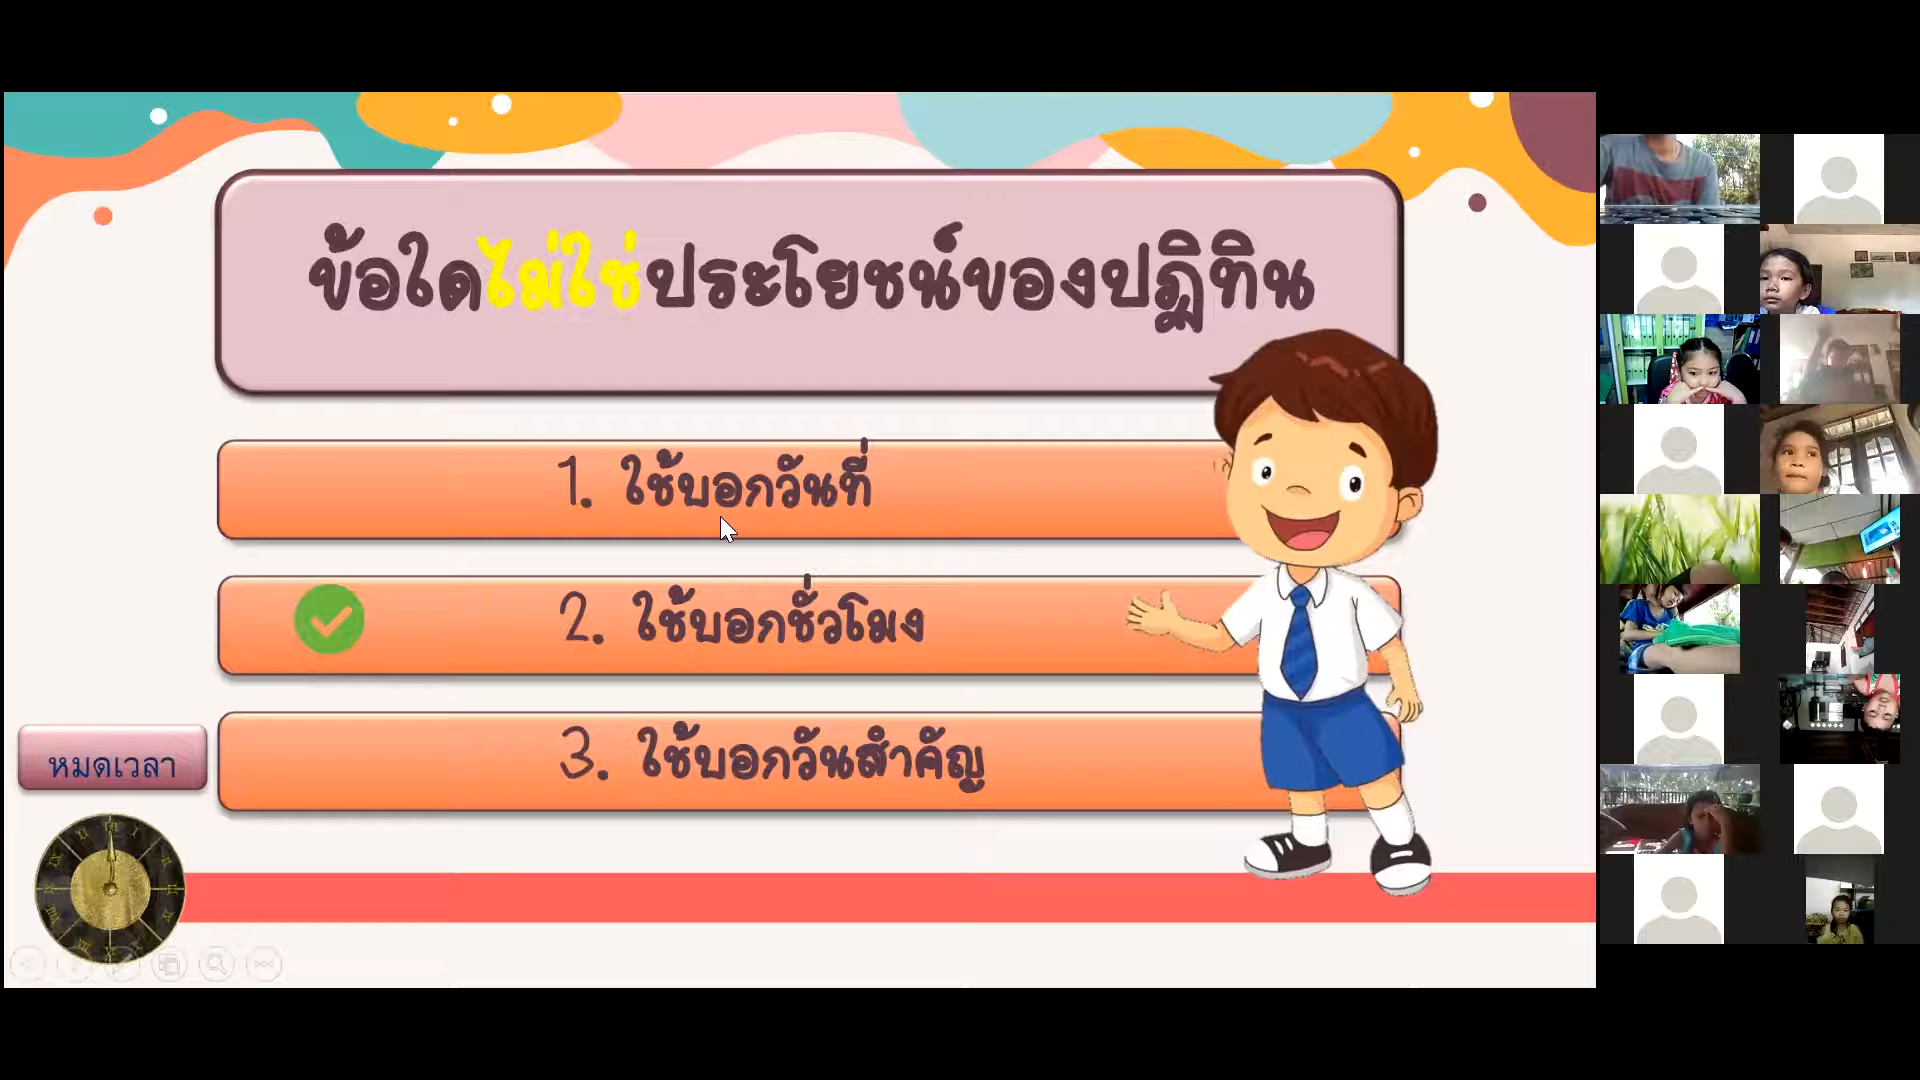 ข้อใดไม่ใช่ประโยชน์ของปฏิทิน
1. ใช้บอกวันที่
2. ใช้บอกชั่วโมง
3. ใช้บอกวันสำคัญ
หมดเวลา